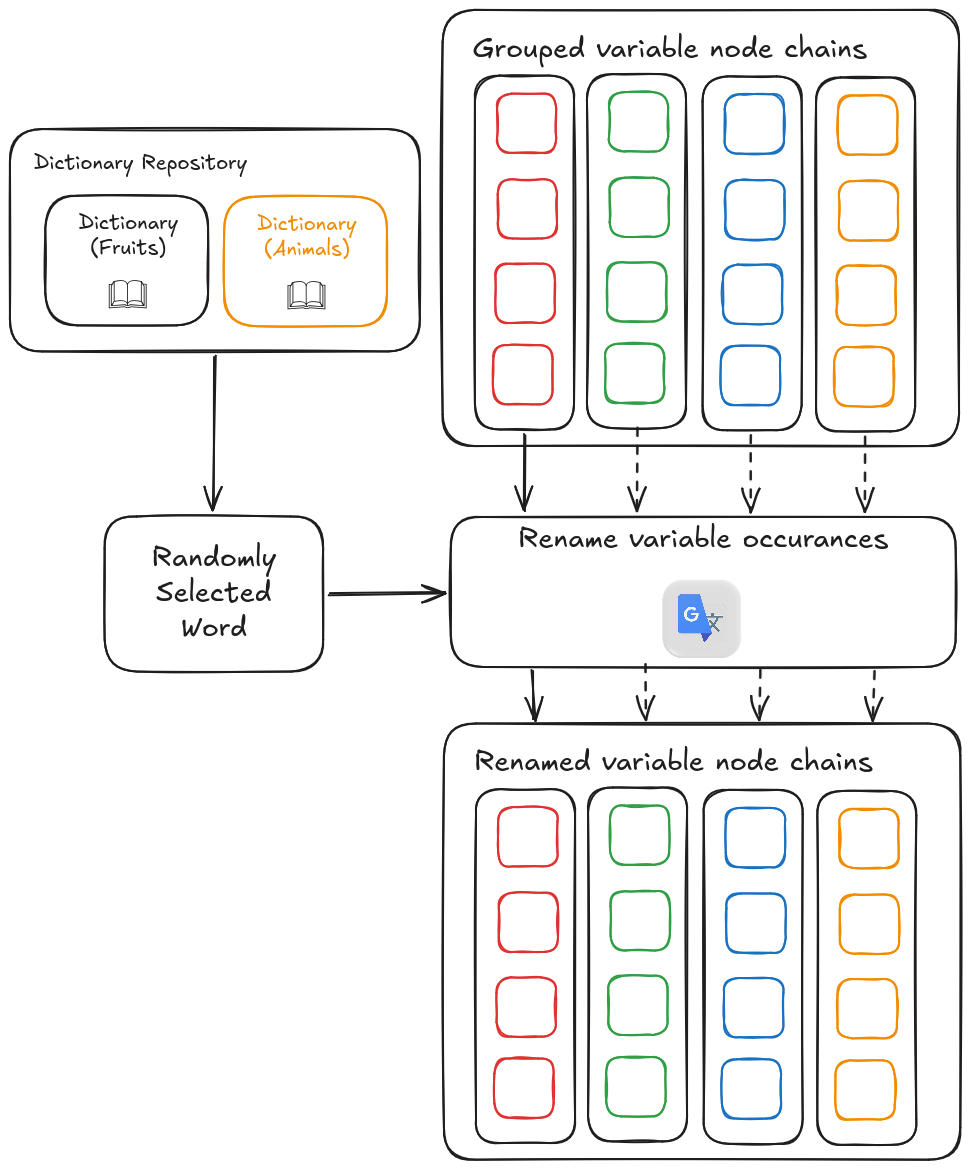 Grouped variable node chains
Dictionary Repository
Dictionary
(Fruits)
Dictionary
(Animals)
Randomly
Selected
Word
Rename variable occurances
G
文
Renamed variable node chains